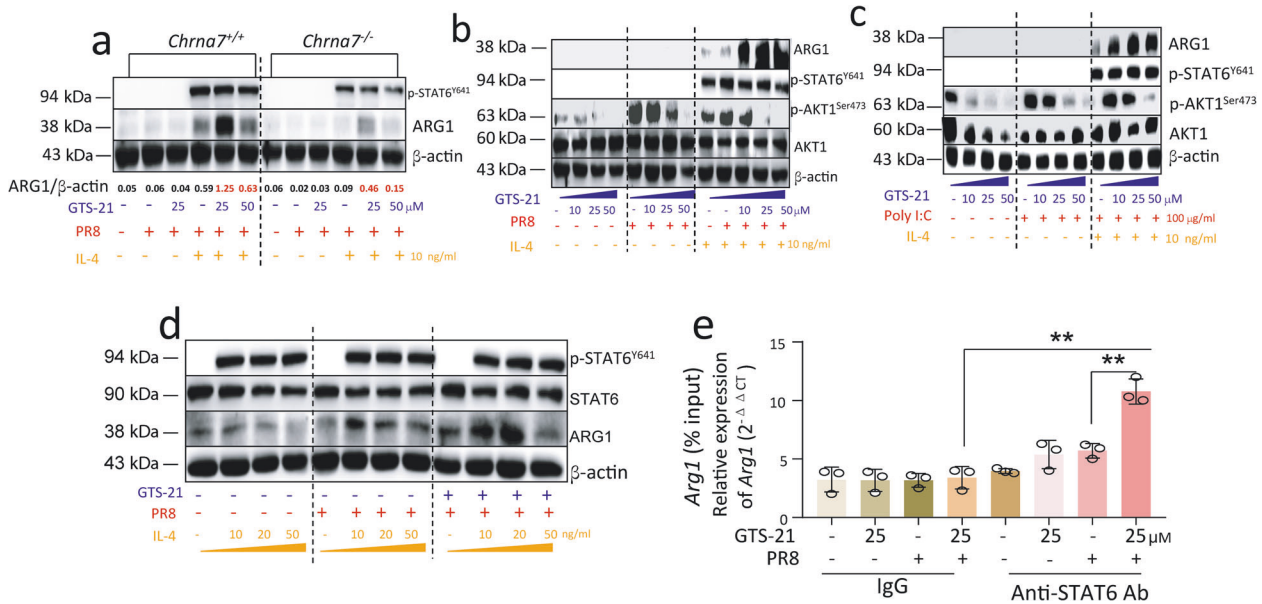 a
Chrna7+/+
Chrna7-/-
94 kDa
p-STAT6Y641
38 kDa
ARG1
43 kDa
β-actin
ARG1/β-actin 0.05 0.06 0.04 0.59 1.25 0.63 0.06 0.02 0.03 0.09 0.46 0.15
GTS-21 25 25 50 25 25 50 μM
PR8 - + + + + + - + + + + +
IL-4 - - - + + + - - - + + + 10 ng/ml
b
38 kDa
ARG1
94 kDa
p-STAT6Y641
63 kDa
p-AKT1Ser473
60 kDa
AKT1
43 kDa
β-actin
GTS-21 - 10 25 50 - 10 25 50 - - 10 25 50 μM
PR8 - - - - + + + + - + + + +
IL-4 - - - - - - - - + + + + + 10 ng/ml
c
38 kDa
ARG1
94 kDa
p-STAT6Y641
63 kDa
p-AKT1Ser473
60 kDa
AKT1
43 kDa
β-actin
GTS-21 - 10 25 50 - 10 25 50 - 10 25 50 μM
Poly I:C - - - - + + + + + + + + 100 μg/ml
IL-4 - - - - - - - - + + + + 10 ng/ml
d
94 kDa
p-STAT6Y641
90 kDa
STAT6
38 kDa
ARG1
43 kDa
β-actin
GTS-21 - - - - - - - - + + + +
PR8 - - - - + + + + + + + +
IL-4 - 10 20 50 - 10 20 50 - 10 20 50 ng/ml
e
Arg1 (% input)
Relative expression
of Arg1 (2-Δ Δ CT)
15
10
5
0
**
**
GTS-21 - 25 - 25 - 25 - 25 μM
PR8 - - + + - - + +
IgG
Anti-STAT6 Ab